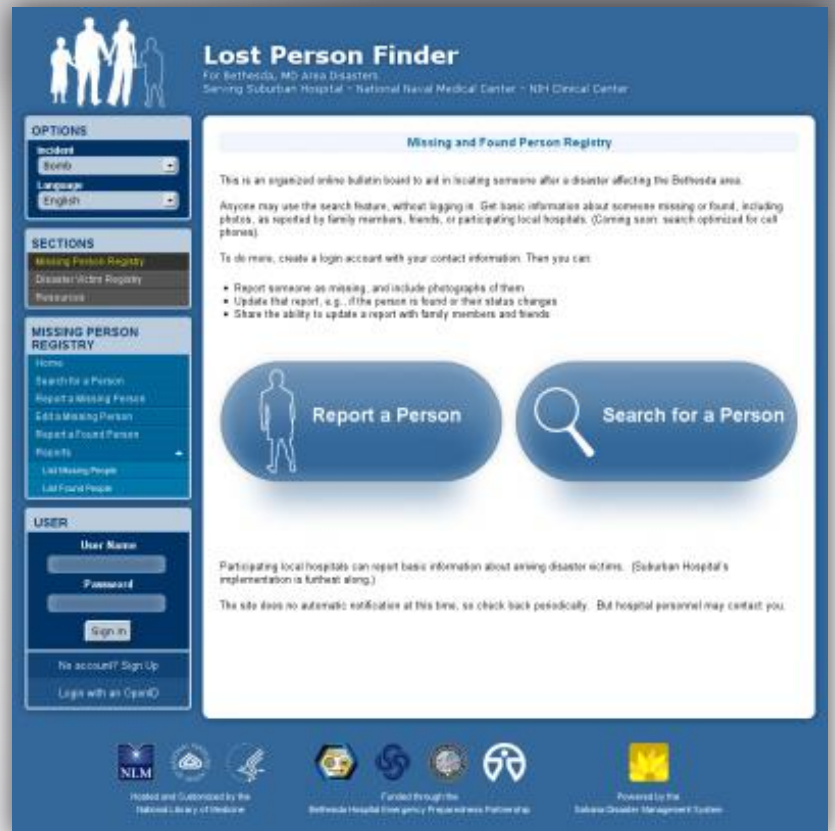 Lost Person Finder
For Bethesda, MD Area Disasters
Serving Suburban Hospital - National Naval Medical Center - NIH Clinical Center
OPTIONS
Incident
Bomb
Language
English
SECTIONS
Missing Person Registry
Disaster Victim Registry
Resources
MISSING PERSON
REGISTRY
Home
Search for a Person
Report a Missing Person
Edit a Missing Person
Report a Found Person
Reports
List Missing People
List Found People
USER
User Name
Password
Sign In
No account? Sign Up
Login with an OpenID
Missing and Found Person Registry
This is an organized online bulletin board to aid in locating someone after a disaster affecting the Bethesda area.
Anyone may use the search feature, without logging in. Get basic information about someone missing or found, including
photos, as reported by family members, friends, or participating local hospitals. (Coming soon: search optimized for cell
phones).
To do more, create a login account with your contact information. Then you can:
• Report someone as missing, and include photographs of them
• Update that report, e.g., if the person is found or their status changes
• Share the ability to update a report with family members and friends
Report a Person
Search for a Person
Participating local hospitals can report basic information about arriving disaster victims. (Suburban Hospital's
implementation is furthest along.)
The site does no automatic notification at this time, so check back periodically. But hospital personnel may contact you.
NLM
Hosted and Customized by the
National Library of Medicine
Funded through the
Bethesda Hospital Emergency Preparedness Partnership
Powered by the
Sahana Disaster Management System